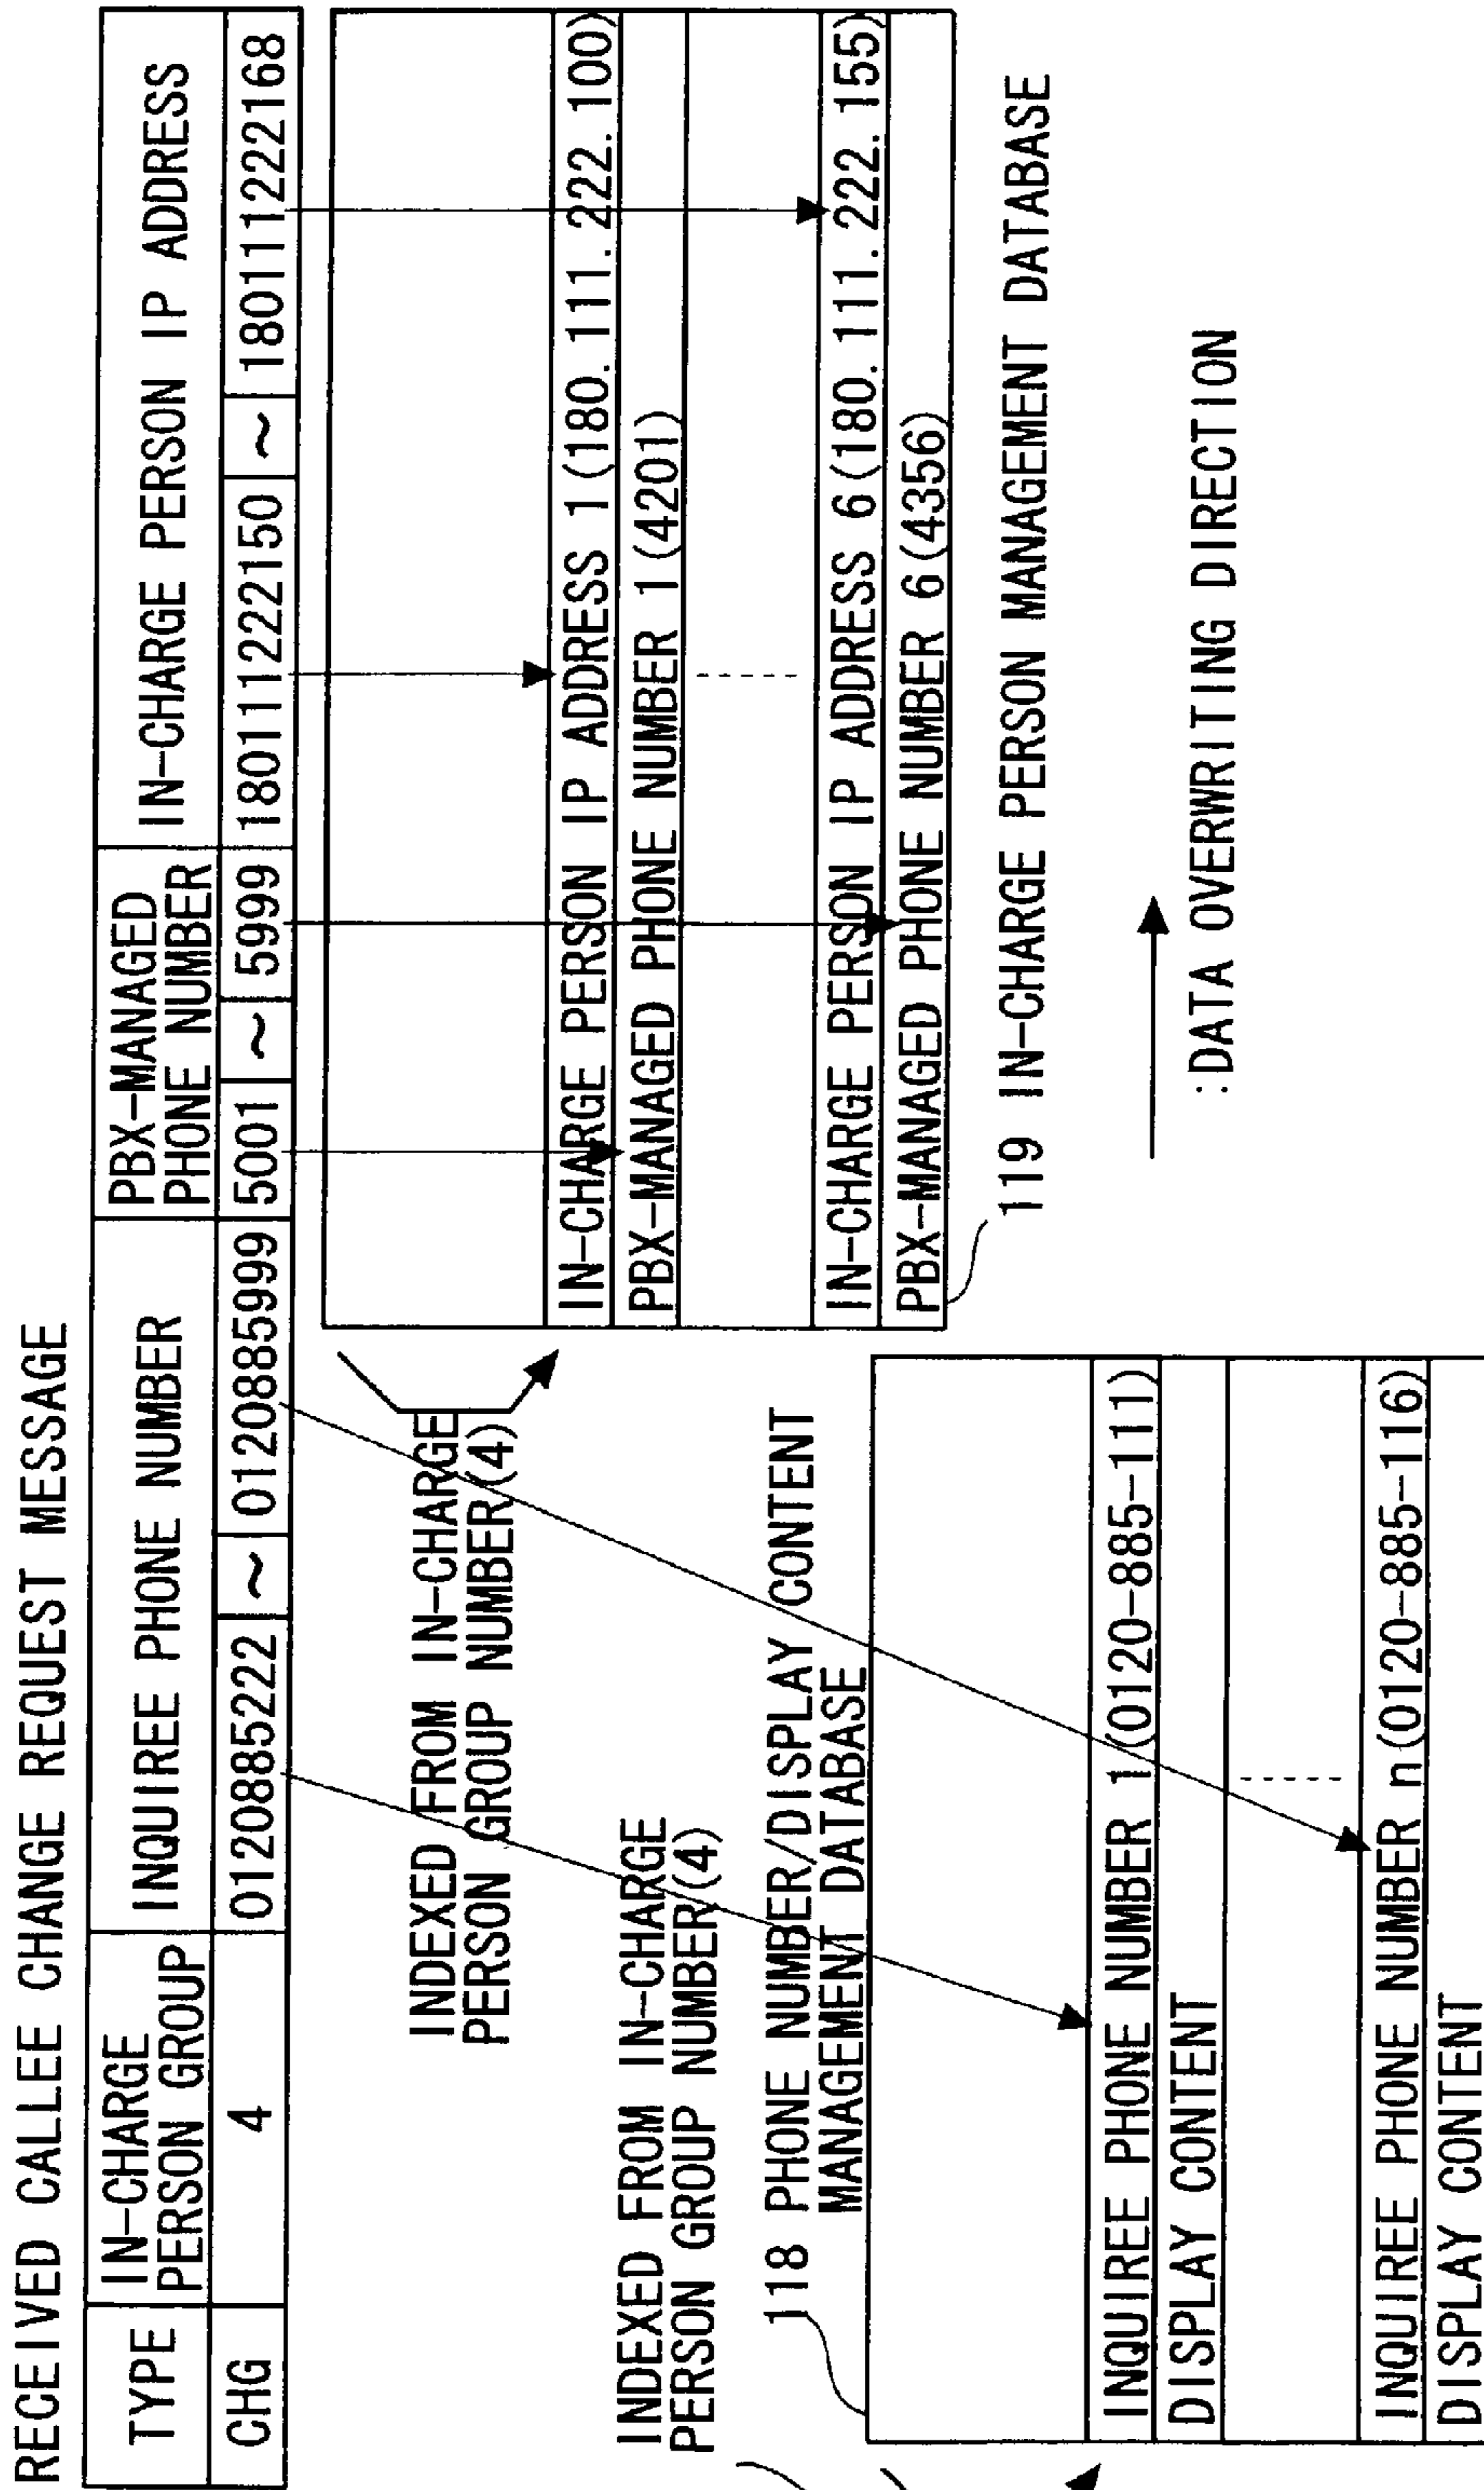 RECEIVED CALLEE CHANGE REQUEST MESSAGE
TYPE
IN-CHARGE
PERSON GROUP
INQUIREE PHONE NUMBER
PBX-MANAGED
PHONE NUMBER
IN-CHARGE PERSON IP ADDRESS
CHG
4
0120885222
~
0120885999
5001
~
5999
180111222150
~
180111222168
INDEXED FROM IN-CHARGE
PERSON GROUP NUMBER(4)
IN-CHARGE PERSON IP ADDRESS 1(180.111.222.100)
PBX-MANAGED PHONE NUMBER 1(4201)
IN-CHARGE PERSON IP ADDRESS 6(180.111.222.155)
PBX-MANAGED PHONE NUMBER 6(4356)
119 IN-CHARGE PERSON MANAGEMENT DATABASE
INDEXED FROM IN-CHARGE
PERSON GROUP NUMBER(4)
118 PHONE NUMBER/DISPLAY CONTENT
MANAGEMENT DATABASE
INQUIREE PHONE NUMBER 1(0120-885-111)
DISPLAY CONTENT
INQUIREE PHONE NUMBER n(0120-885-116)
DISPLAY CONTENT
:DATA OVERWRITING DIRECTION